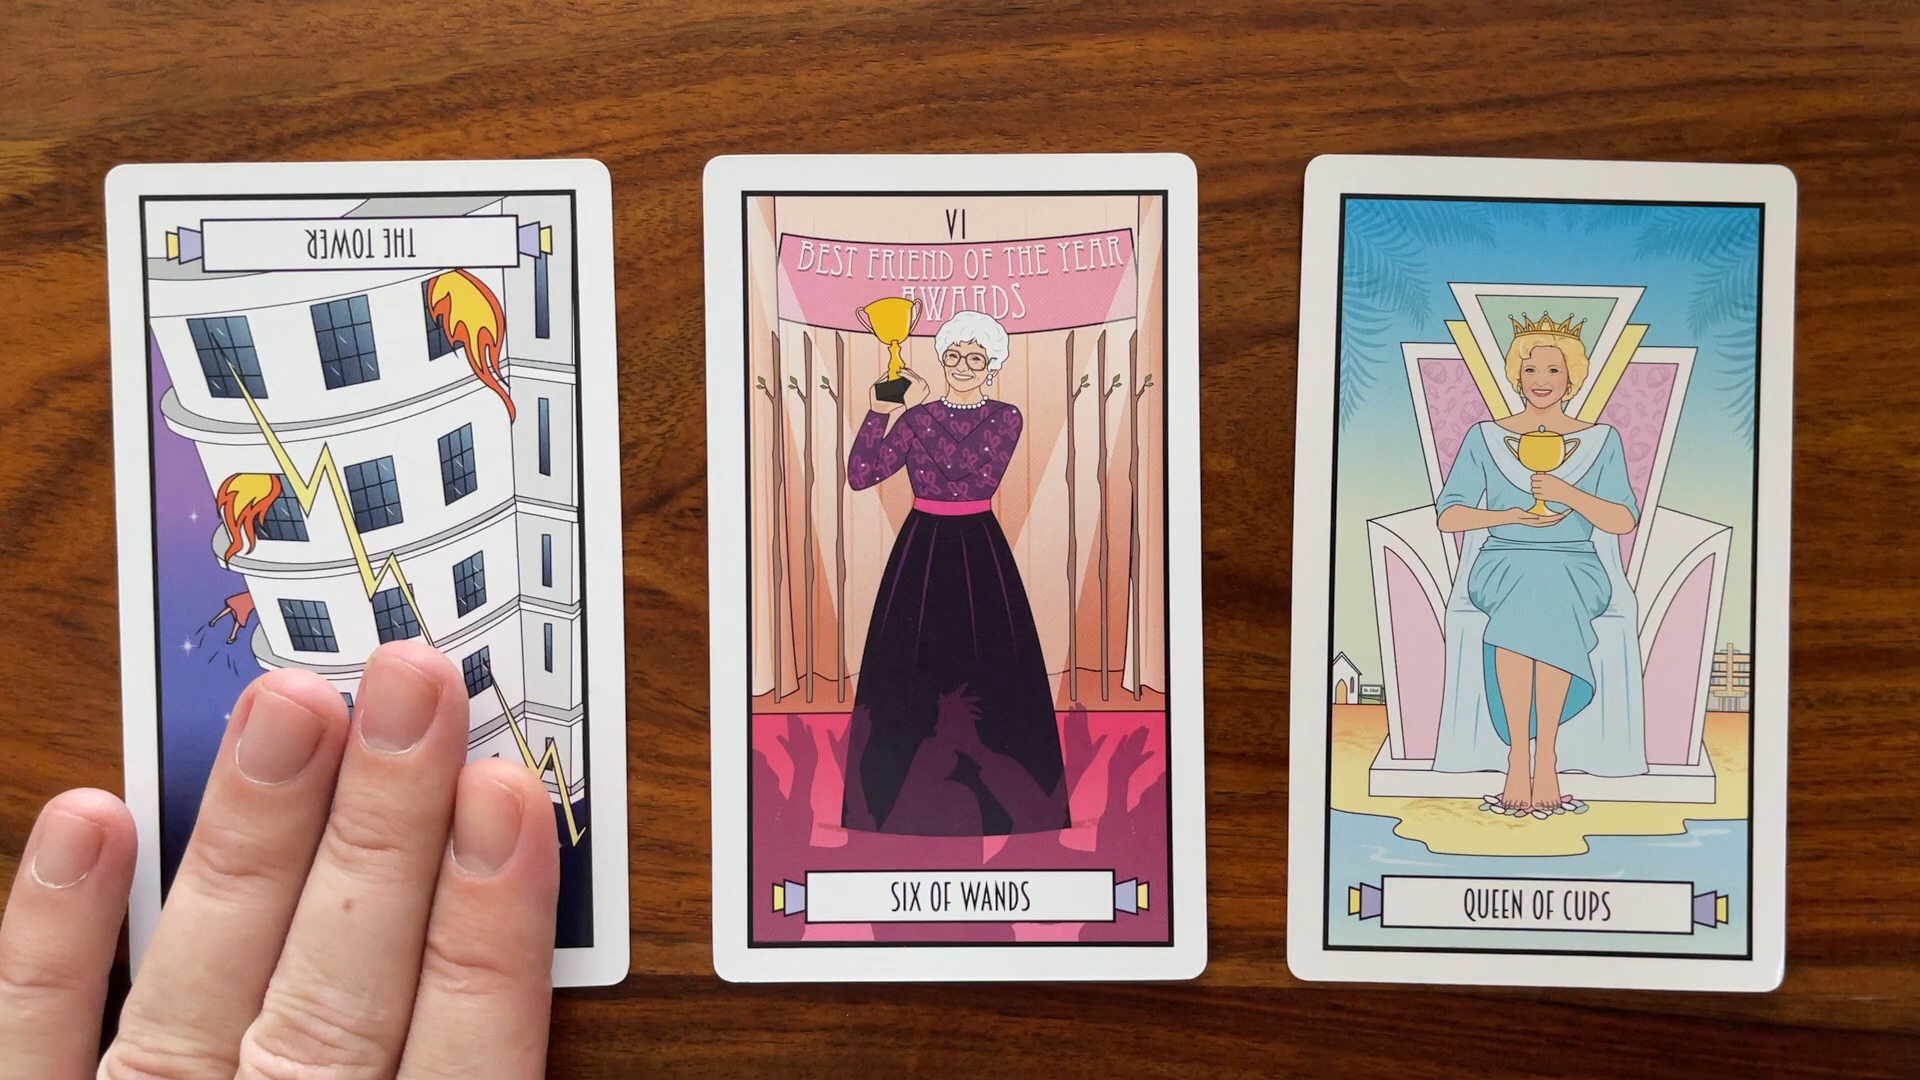 THE TOWER
VI
BEST FRIEND OF THE YEAR
AWARDS
SIX OF WANDS
QUEEN OF CUPS